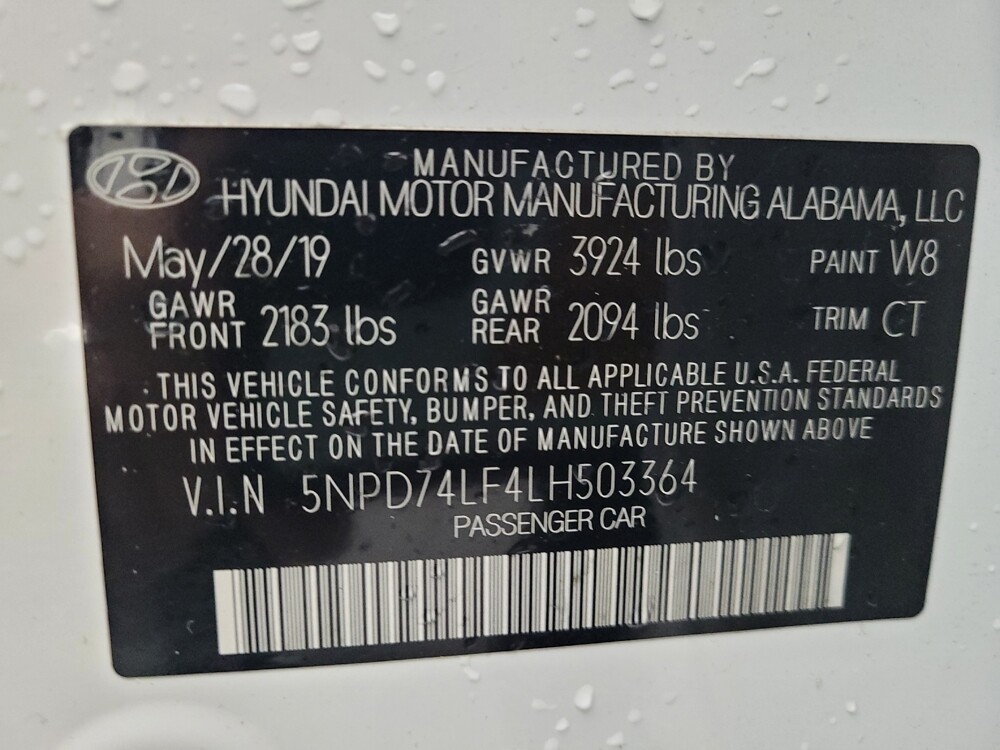 MANUFACTURED BY
HYUNDAI MOTOR MANUFACTURING ALABAMA, LLC
May/28/19 GVWR 3924 lbs PAINT W8
GAWR FRONT 2183 lbs GAWR REAR 2094 lbs TRIM CT
THIS VEHICLE CONFORMS TO ALL APPLICABLE U.S.A. FEDERAL
MOTOR VEHICLE SAFETY, BUMPER, AND THEFT PREVENTION STANDARDS
IN EFFECT ON THE DATE OF MANUFACTURE SHOWN ABOVE
V.I.N 5NPD74LF4LH503364
PASSENGER CAR